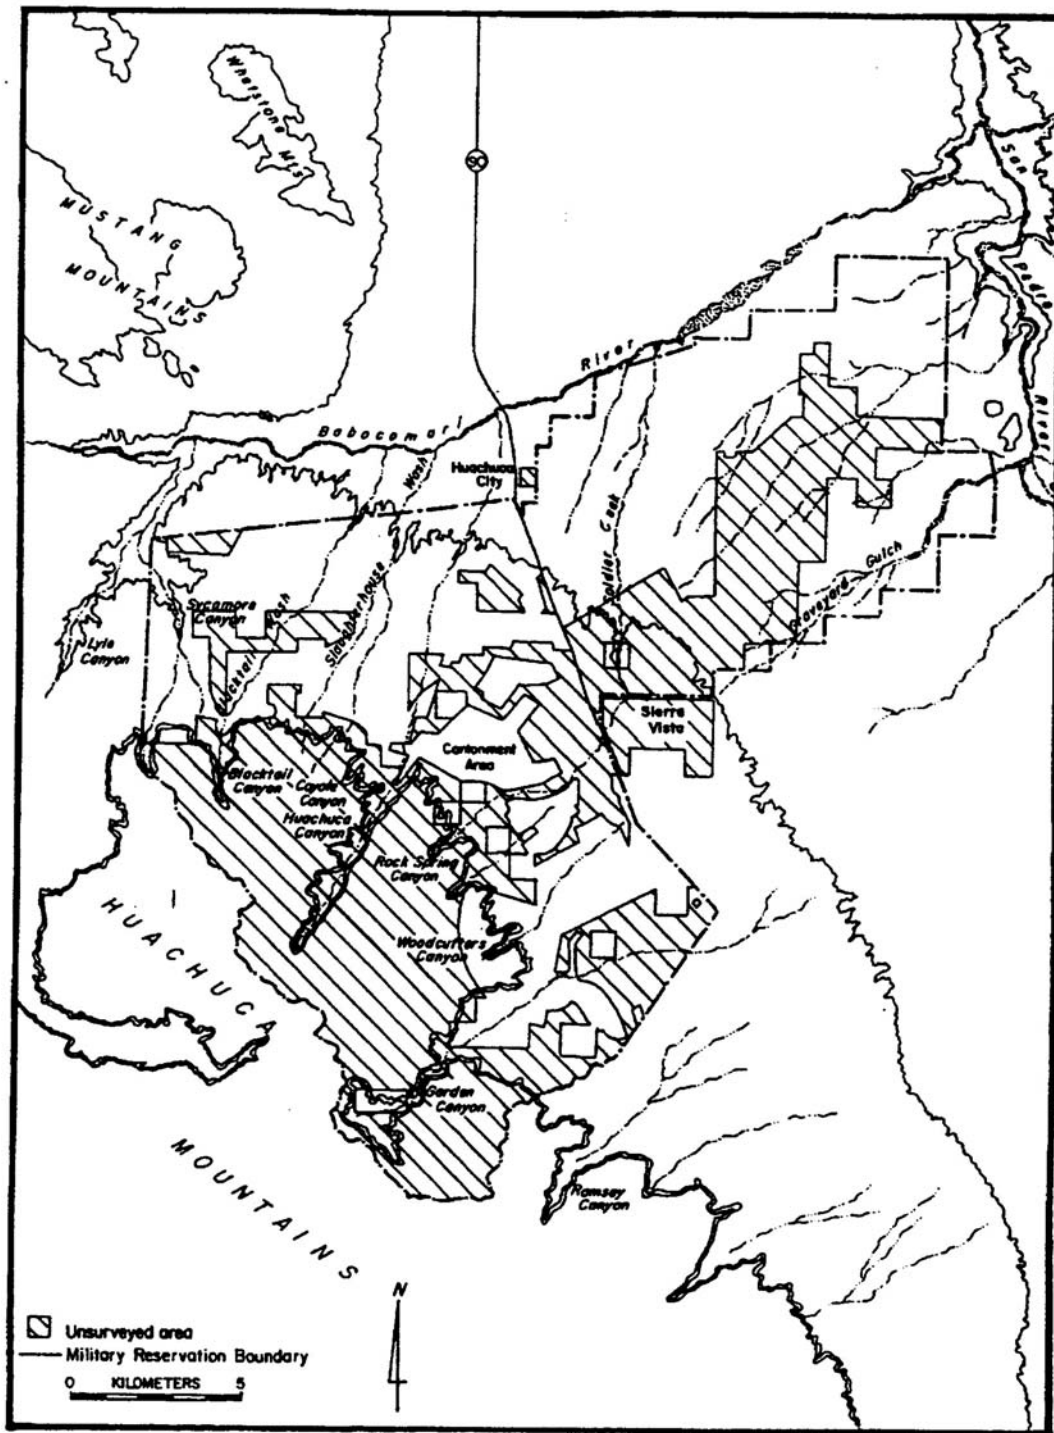 Whetstone Mts
90
San
Pedro
River
MUSTANG
MOUNTAINS
Babocomari River
Wash
Huachuca
City
Soldier Creek
Graveyard Gulch
Slaughterhouse
Sycamore
Canyon
Wash
Blacktail
Lyle
Canyon
Sierra
Vista
Cantonment
Area
Blacktail
Canyon
Coyote
Canyon
Huachuca
Canyon
Rock Spring
Canyon
Woodcutters
Canyon
HUACHUCA
MOUNTAINS
Garden
Canyon
Ramsey
Canyon
N
Unsurveyed area
Military Reservation Boundary
0 KILOMETERS 5